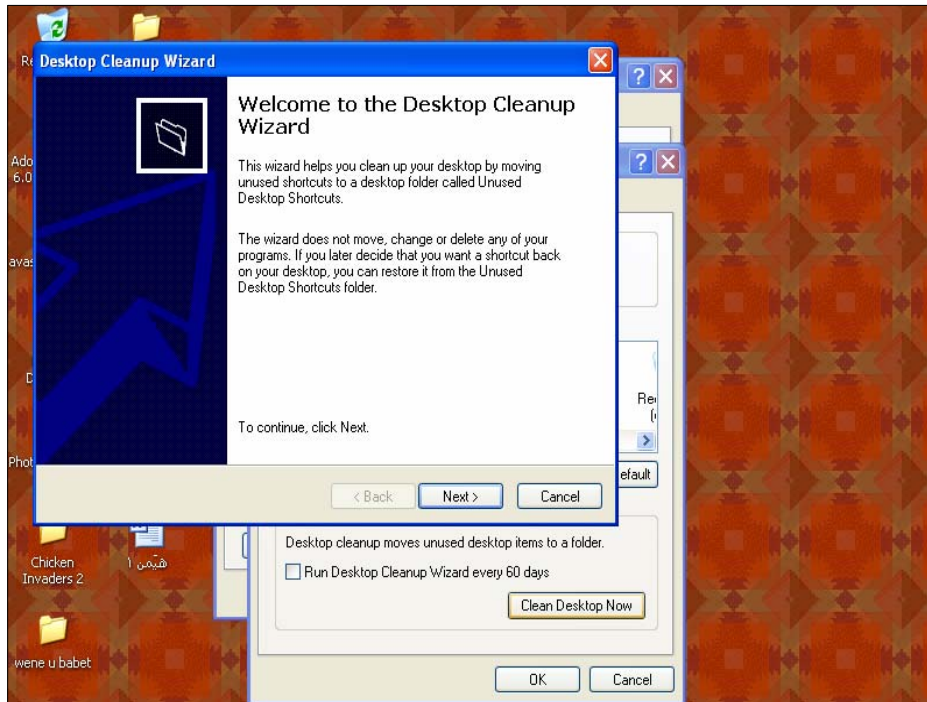 Desktop Cleanup Wizard
Welcome to the Desktop Cleanup
Wizard
This wizard helps you clean up your desktop by moving
unused shortcuts to a desktop folder called Unused
Desktop Shortcuts.
The wizard does not move, change or delete any of your
programs. If you later decide that you want a shortcut back
on your desktop, you can restore it from the Unused
Desktop Shortcuts folder.
To continue, click Next.
< Back
Next >
Cancel
6.0
Desktop cleanup moves unused desktop items to a folder.
Run Desktop Cleanup Wizard every 60 days
Clean Desktop Now
OK
Cancel
Chicken
Invaders 2
هێمن ١
wene u babet